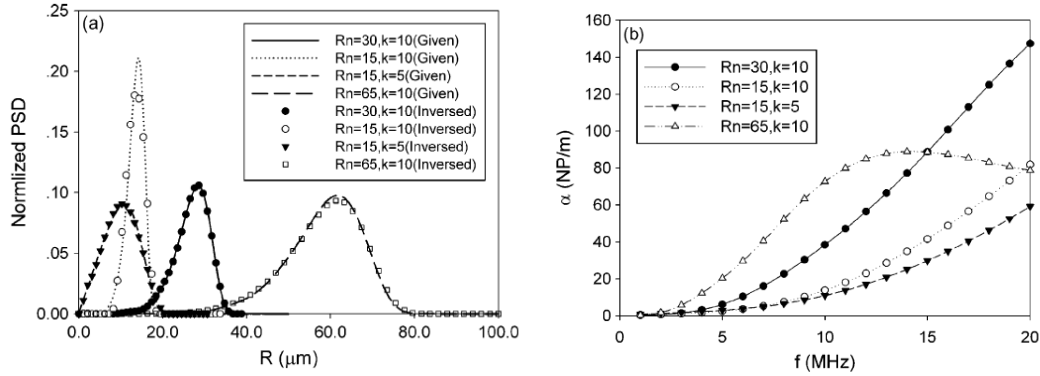 (a)
.25
.20
.15
.10
.05
0.00
Normlized PSD
0.0
20.0
40.0
60.0
80.0
100.0
R (μm)
Rn=30,k=10(Given)
Rn=15,k=10(Given)
Rn=15,k=5(Given)
Rn=65,k=10(Given)
Rn=30,k=10(Inversed)
Rn=15,k=10(Inversed)
Rn=15,k=5(Inversed)
Rn=65,k=10(Inversed)
(b)
160
140
120
100
80
60
40
20
0
α (NP/m)
0
5
10
15
20
f (MHz)
Rn=30,k=10
Rn=15,k=10
Rn=15,k=5
Rn=65,k=10